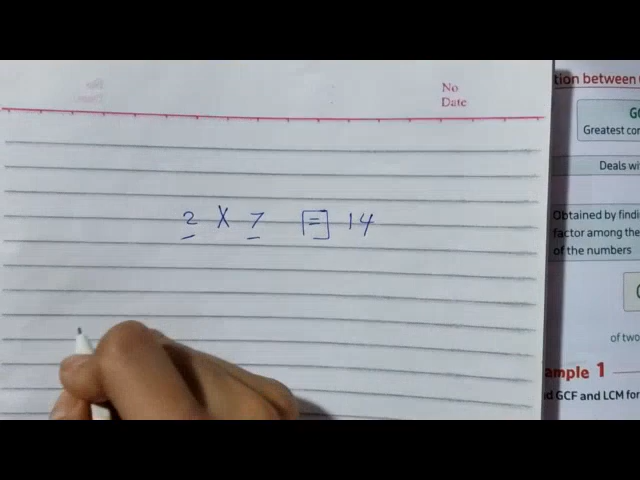 No
Date
2 X 7 = 14
tion between
Greatest con
Deals wi
Obtained by findi
factor among the
of the numbers
of two
ample 1
d GCF and LCM for